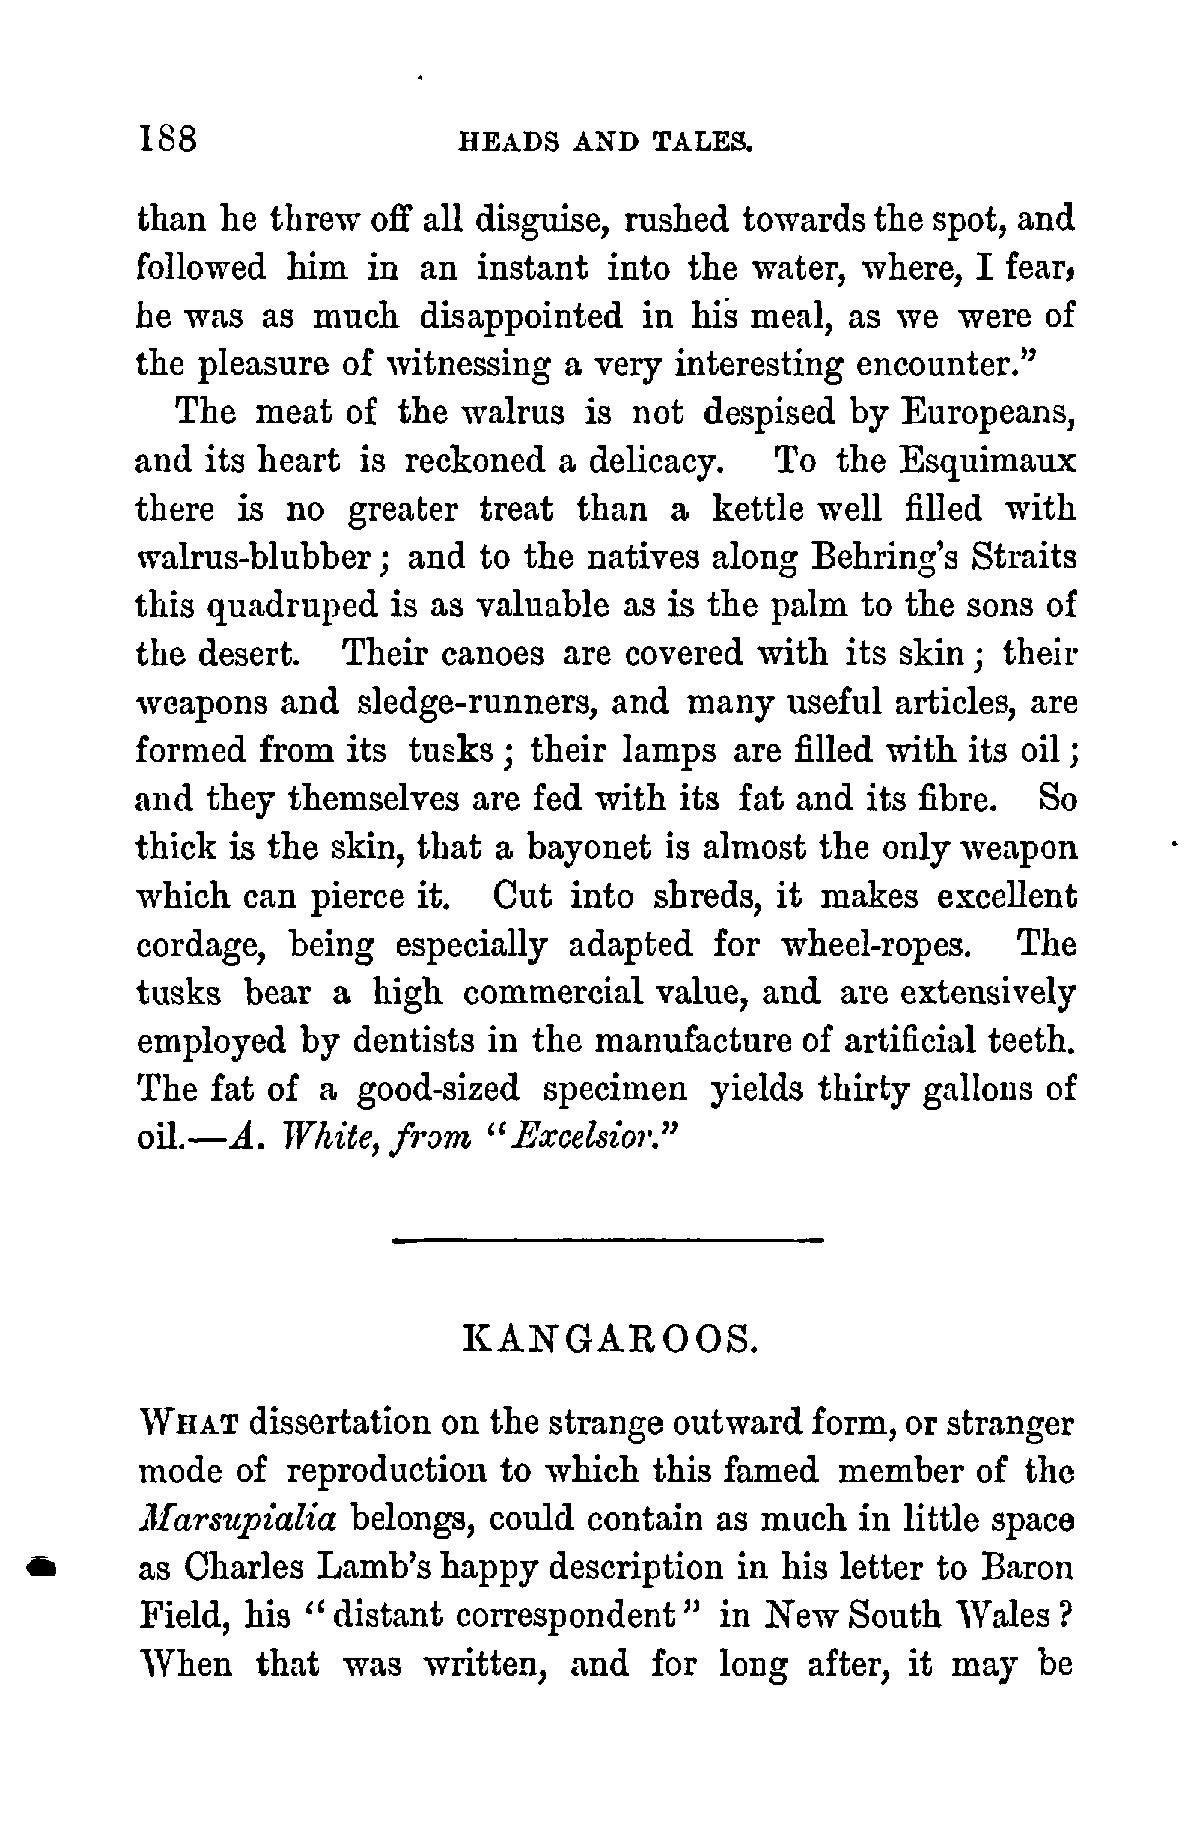 188 HEADS AND TALES.
than he threw off all disguise, rushed towards the spot, and
followed him in an instant into the water, where, I fear,
he was as much disappointed in his meal, as we were of
the pleasure of witnessing a very interesting encounter."
The meat of the walrus is not despised by Europeans,
and its heart is reckoned a delicacy. To the Esquimaux
there is no greater treat than a kettle well filled with
walrus-blubber; and to the natives along Behring's Straits
this quadruped is as valuable as is the palm to the sons of
the desert. Their canoes are covered with its skin; their
weapons and sledge-runners, and many useful articles, are
formed from its tusks; their lamps are filled with its oil;
and they themselves are fed with its fat and its fibre. So
thick is the skin, that a bayonet is almost the only weapon
which can pierce it. Cut into shreds, it makes excellent
cordage, being especially adapted for wheel-ropes. The
tusks bear a high commercial value, and are extensively
employed by dentists in the manufacture of artificial teeth.
The fat of a good-sized specimen yields thirty gallons of
oil.—A. White, from "Excelsior."
KANGAROOS.
WHAT dissertation on the strange outward form, or stranger
mode of reproduction to which this famed member of the
Marsupialia belongs, could contain as much in little space
as Charles Lamb's happy description in his letter to Baron
Field, his "distant correspondent" in New South Wales?
When that was written, and for long after, it may be